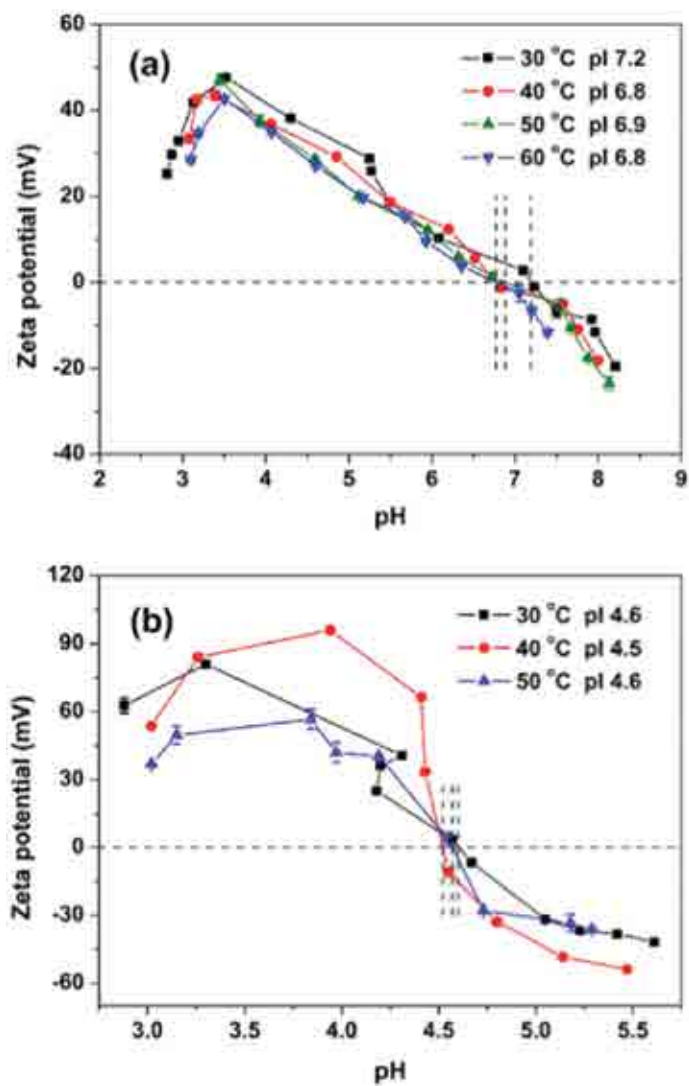 (a)
30 °C pI 7.2
40 °C pI 6.8
50 °C pI 6.9
60 °C pI 6.8
60
40
20
0
-20
-40
Zeta potential (mV)
2 3 4 5 6 7 8 9
pH
(b)
30 °C pI 4.6
40 °C pI 4.5
50 °C pI 4.6
120
90
60
30
0
-30
-60
Zeta potential (mV)
3.0 3.5 4.0 4.5 5.0 5.5
pH